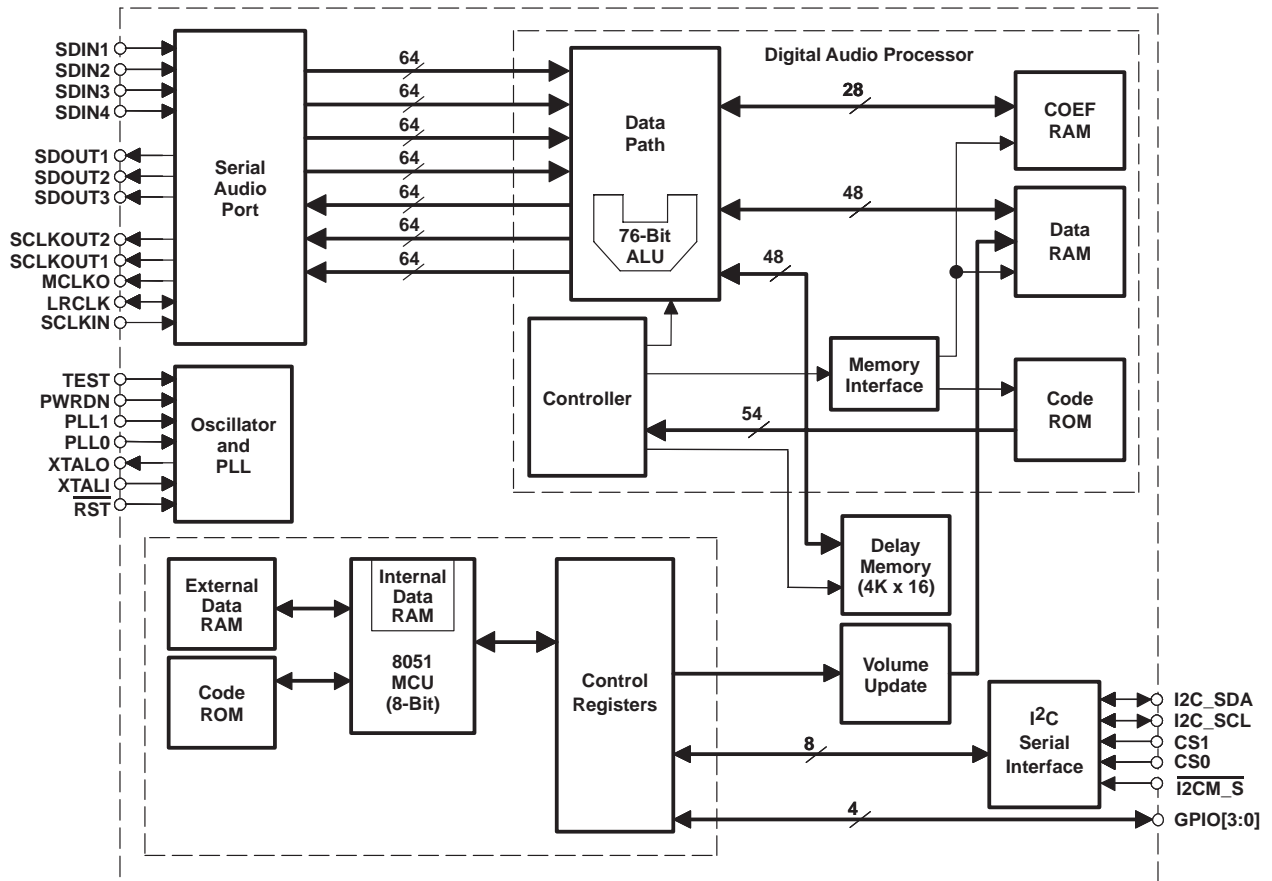 SDIN1
SDIN2
SDIN3
SDIN4
SDOUT1
SDOUT2
SDOUT3
SCLKOUT2
SCLKOUT1
MCLKO
LRCLK
SCLKIN
Serial
Audio
Port
64
64
64
64
64
64
64
Digital Audio Processor
Data
Path
76-Bit
ALU
28
48
48
COEF
RAM
Data
RAM
Controller
Memory
Interface
Code
ROM
54
TEST
PWRDN
PLL1
PLL0
XTALO
XTALI
RST
Oscillator
and
PLL
Delay
Memory
(4K x 16)
External
Data
RAM
Code
ROM
Internal
Data
RAM
8051
MCU
(8-Bit)
Control
Registers
Volume
Update
8
4
I2C
Serial
Interface
I2C_SDA
I2C_SCL
CS1
CS0
I2CM_S
GPIO[3:0]